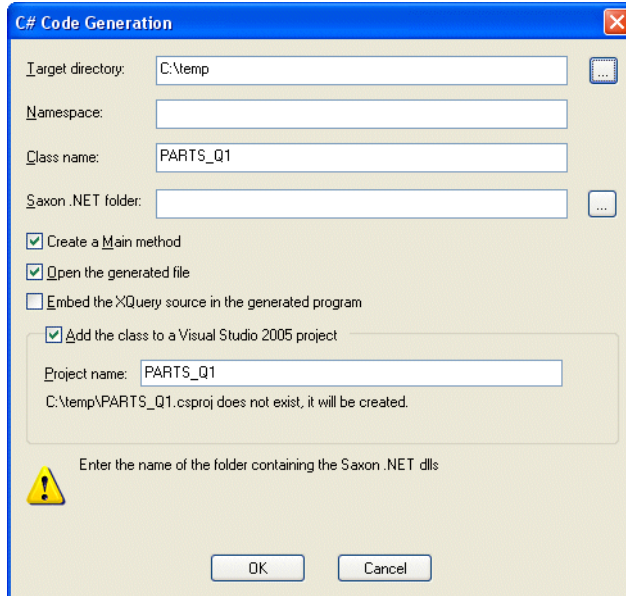 C# Code Generation
Target directory: C:\temp ...
Namespace:
Class name: PARTS_Q1
Saxon .NET folder: ...
Create a Main method
Open the generated file
Embed the XQuery source in the generated program
Add the class to a Visual Studio 2005 project
Project name: PARTS_Q1
C:\temp\PARTS_Q1.csproj does not exist, it will be created.
Enter the name of the folder containing the Saxon .NET dlls
OK Cancel